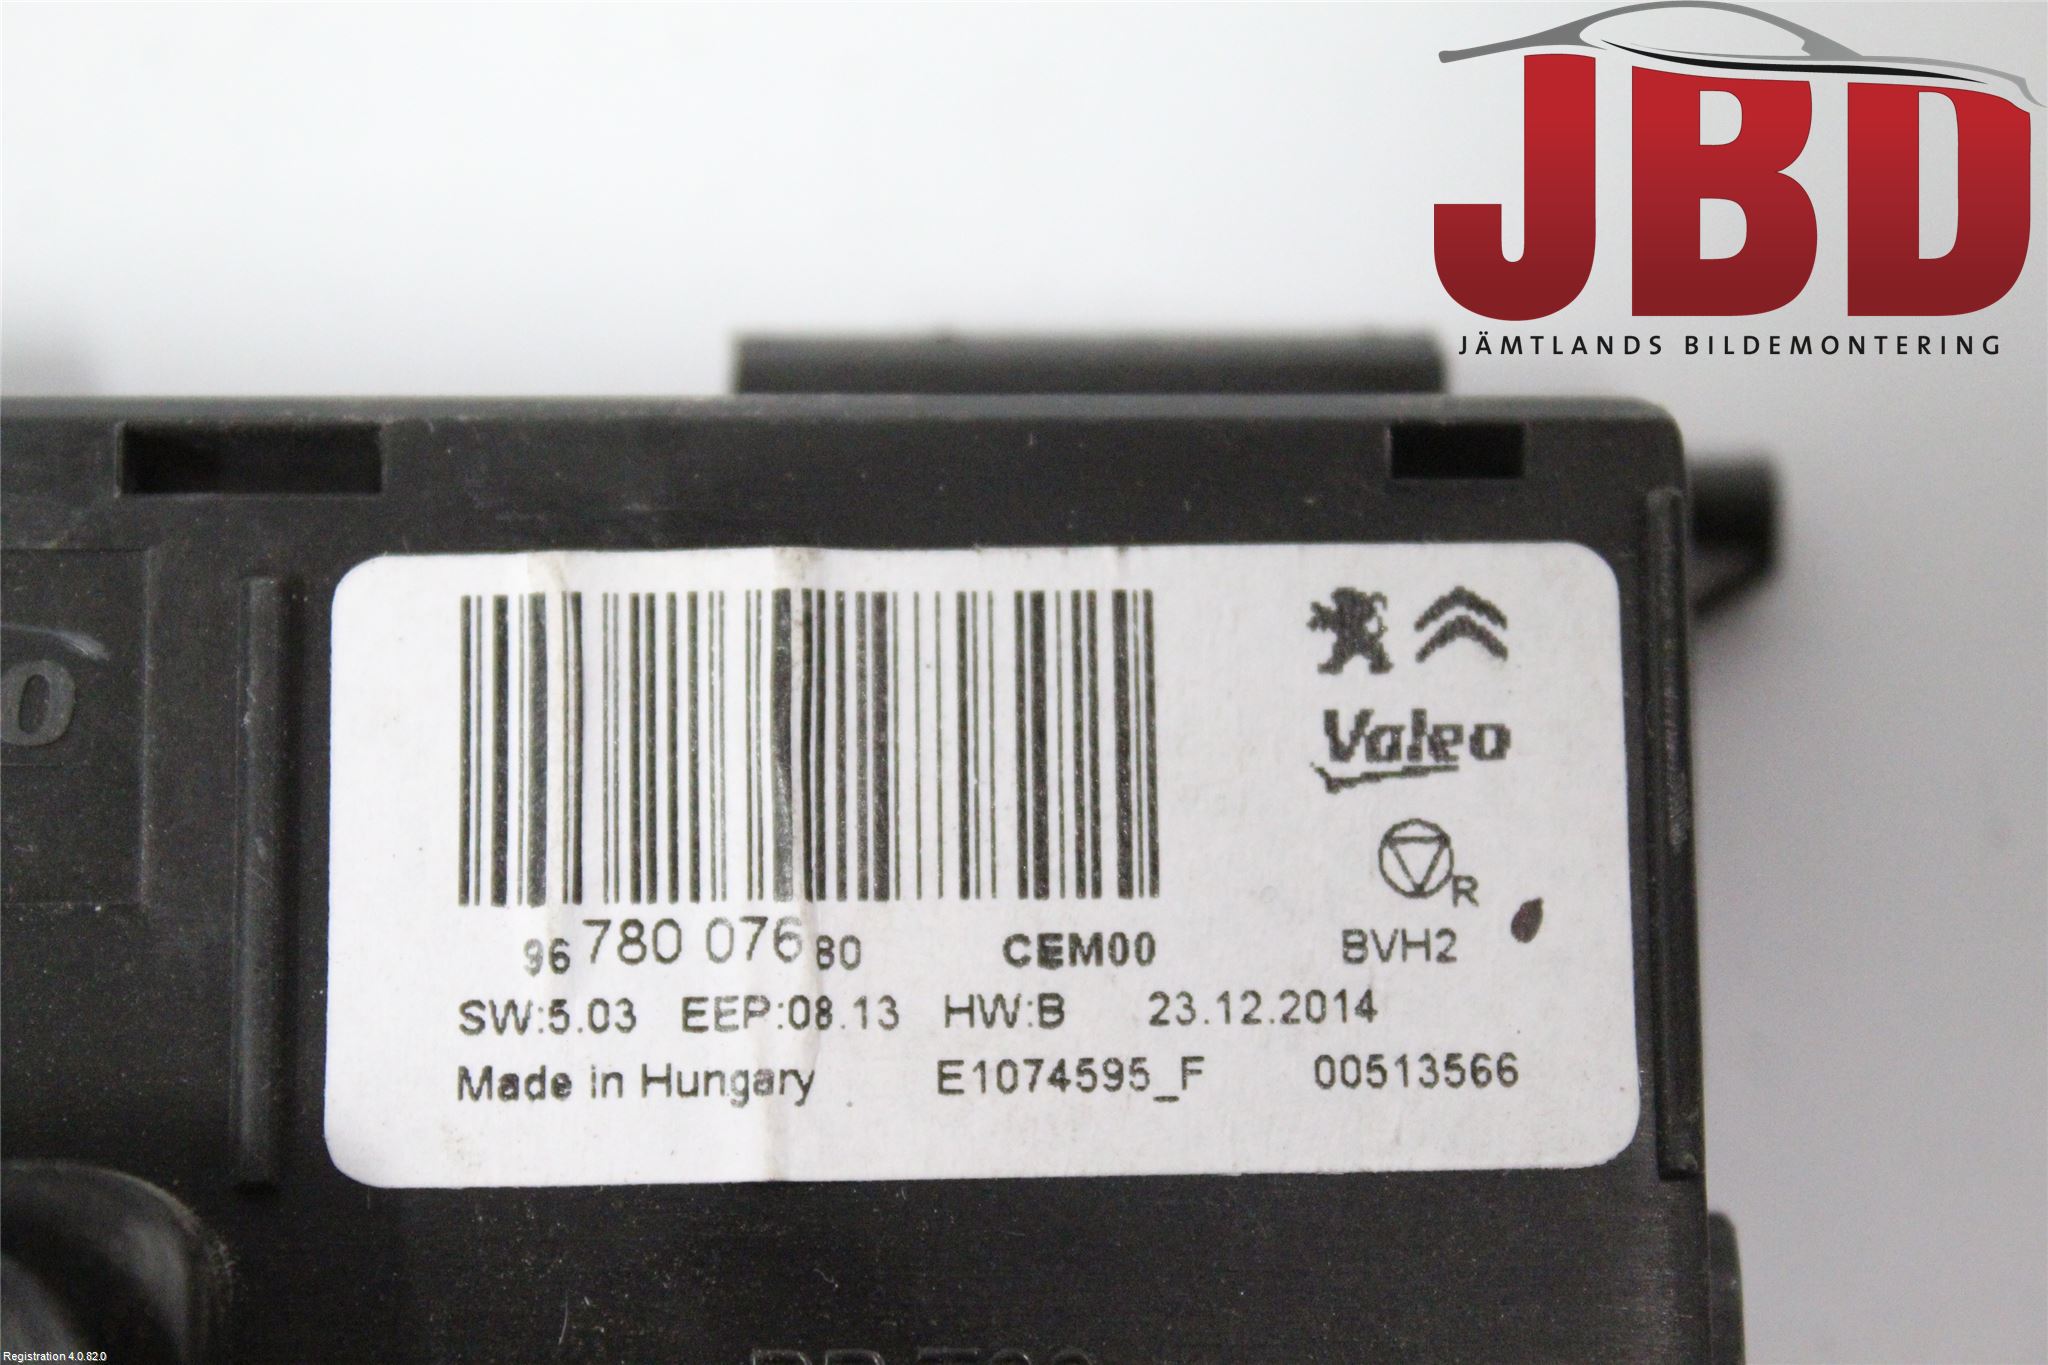 JBD
JÄMTLANDS BILDEMONTERING
Valeo
R
96 780 076 80 CEM00 BVH2
SW:5.03 EEP:08.13 HW:B 23.12.2014
Made in Hungary E1074595_F 00513566
Registration 4.0.82.0